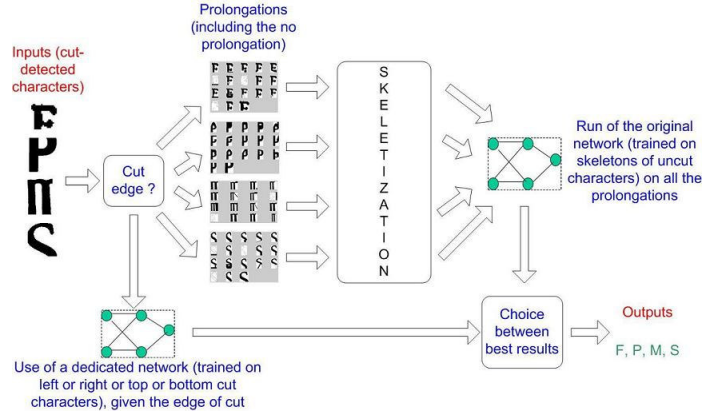 Prolongations
(including the no
prolongation)
Inputs (cut-
detected
characters)
Cut
edge ?
S
K
E
L
E
T
I
Z
A
T
I
O
N
Run of the original
network (trained on
skeletons of uncut
characters) on all the
prolongations
Choice
between
best results
Outputs
F, P, M, S
Use of a dedicated network (trained on
left or right or top or bottom cut
characters), given the edge of cut